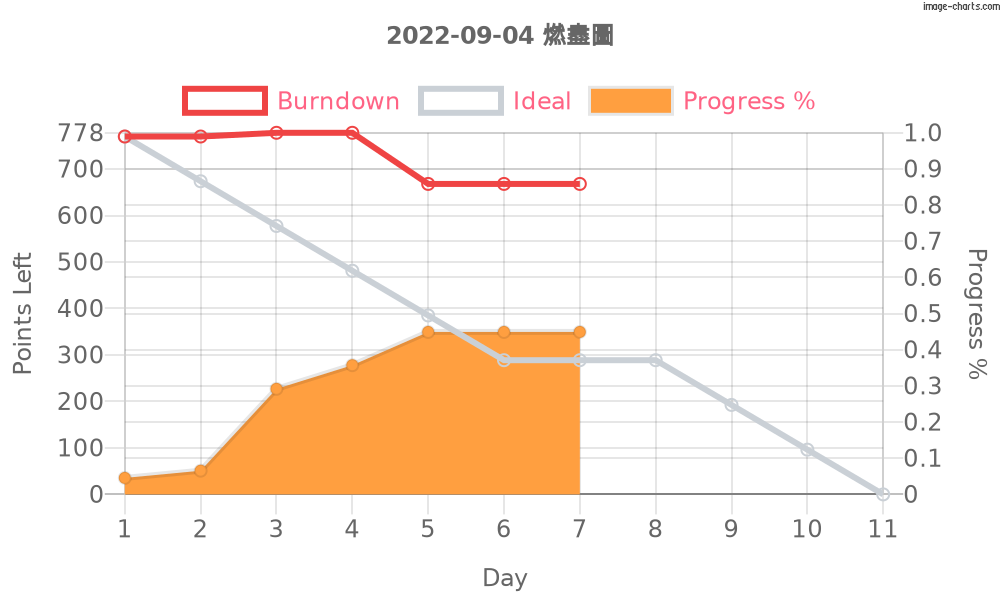 image-charts.com
2022-09-04 燃盡圖
Burndown Ideal Progress %
778 1.0
700 0.9
0.8
600
0.7
500
0.6
400 0.5
300 0.4
0.3
200
0.2
100 0.1
0 0
Points Left
Progress %
1 2 3 4 5 6 7 8 9 10 11
Day